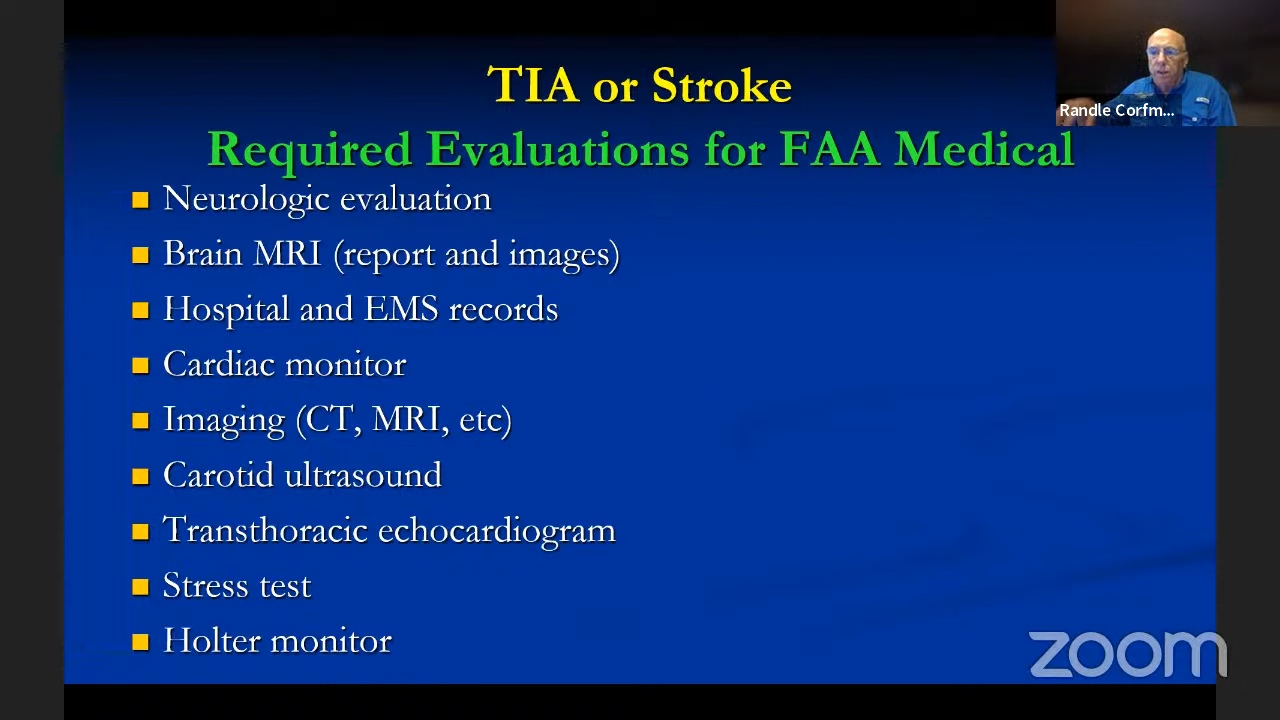 TIA or Stroke
Required Evaluations for FAA Medical
Randle Corfm...
Neurologic evaluation
Brain MRI (report and images)
Hospital and EMS records
Cardiac monitor
Imaging (CT, MRI, etc)
Carotid ultrasound
Transthoracic echocardiogram
Stress test
Holter monitor
zoom